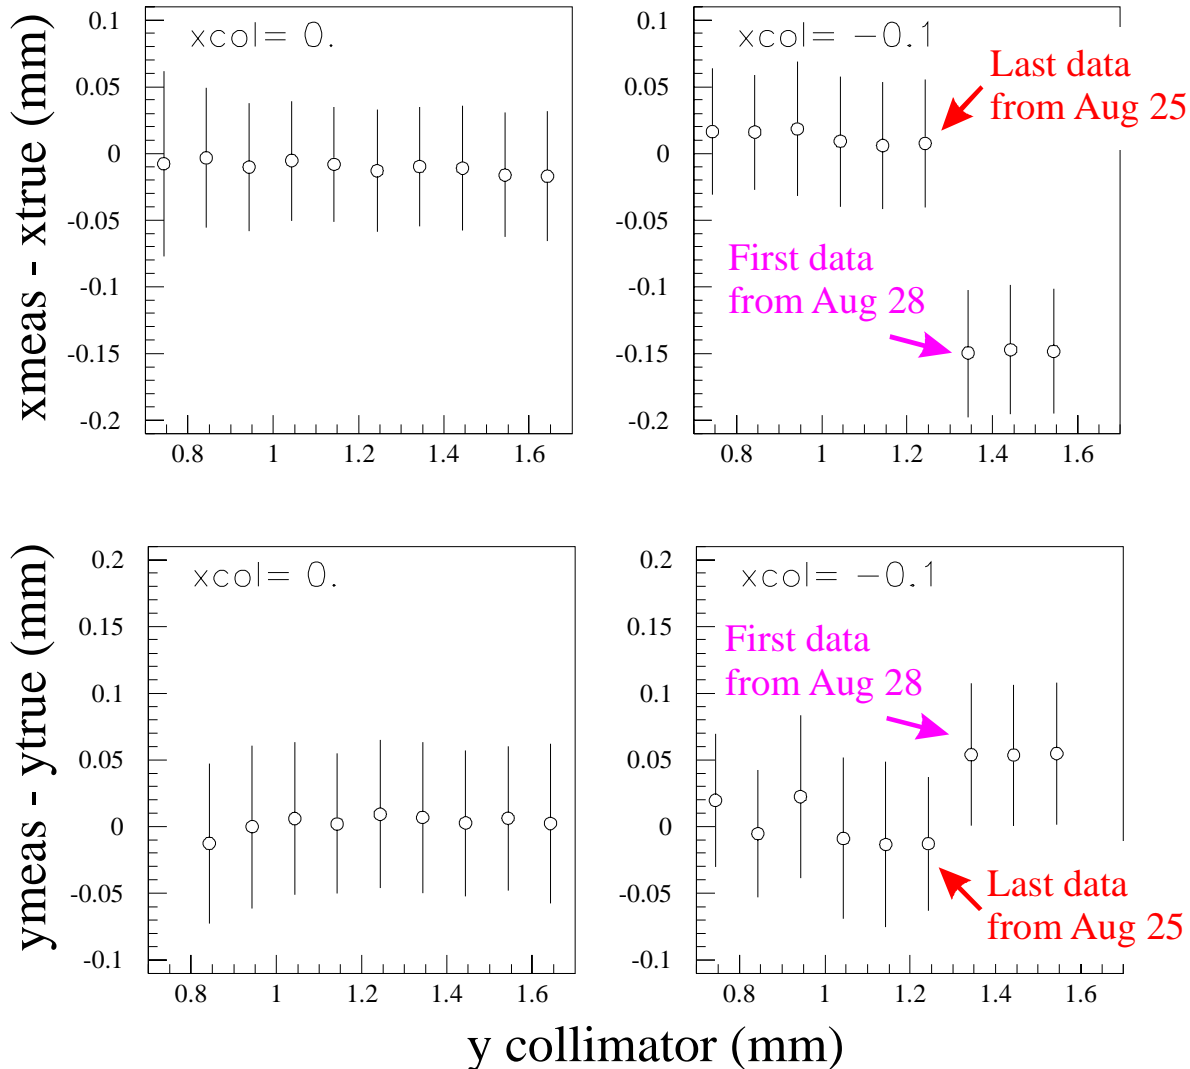 xmeas - xtrue (mm)
0.1
0.05
0
-0.05
-0.1
-0.15
-0.2
xcol= 0.
0.8 1 1.2 1.4 1.6
0.1
0.05
0
-0.05
-0.1
-0.15
-0.2
xcol= -0.1
Last data
from Aug 25
First data
from Aug 28
0.8 1 1.2 1.4 1.6
ymeas - ytrue (mm)
0.2
0.15
0.1
0.05
0
-0.05
-0.1
xcol= 0.
0.8 1 1.2 1.4 1.6
0.2
0.15
0.1
0.05
0
-0.05
-0.1
xcol= -0.1
First data
from Aug 28
Last data
from Aug 25
0.8 1 1.2 1.4 1.6
y collimator (mm)